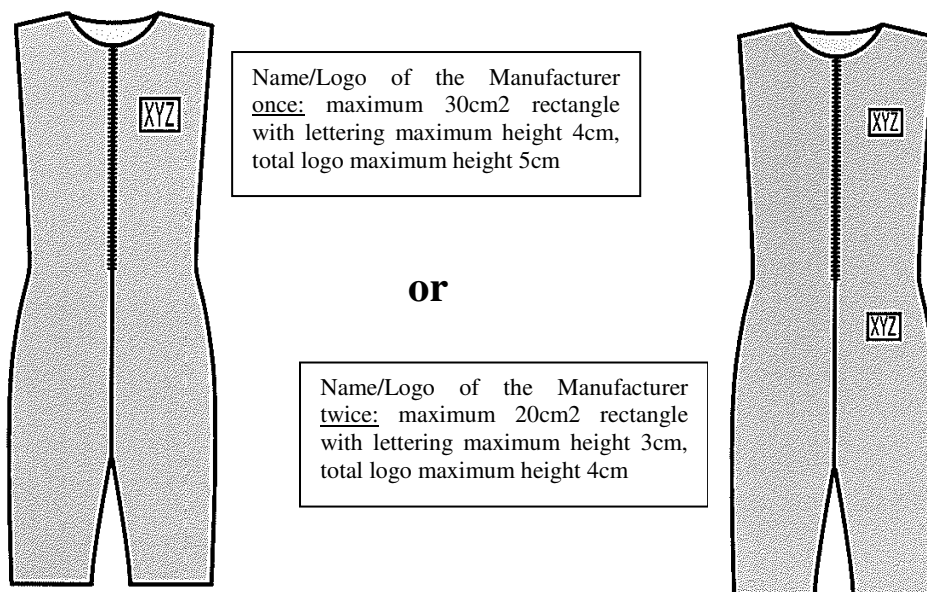 XYZ
Name/Logo of the Manufacturer
once: maximum 30cm2 rectangle
with lettering maximum height 4cm,
total logo maximum height 5cm
XYZ
or
XYZ
Name/Logo of the Manufacturer
twice: maximum 20cm2 rectangle
with lettering maximum height 3cm,
total logo maximum height 4cm